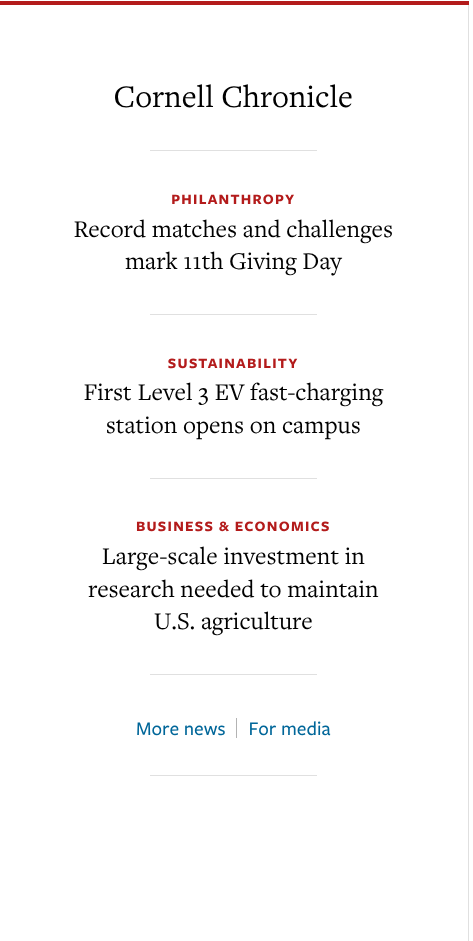 Cornell Chronicle
PHILANTHROPY
Record matches and challenges
mark 11th Giving Day
SUSTAINABILITY
First Level 3 EV fast-charging
station opens on campus
BUSINESS & ECONOMICS
Large-scale investment in
research needed to maintain
U.S. agriculture
More news | For media